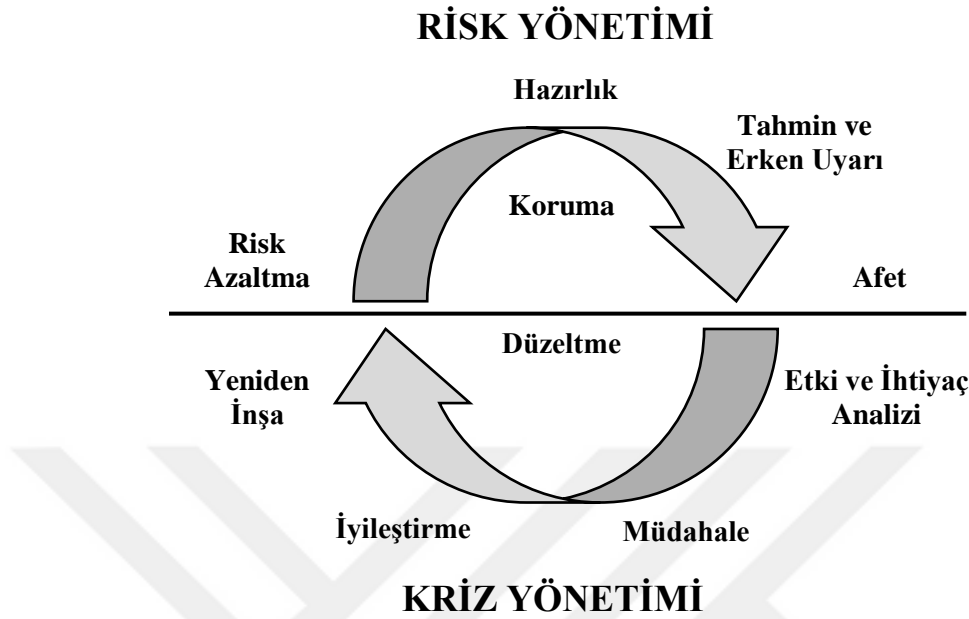 RİSK YÖNETİMİ
Hazırlık
Tahmin ve
Erken Uyarı
Koruma
Risk
Azaltma
Afet
Düzeltme
Yeniden
İnşa
Etki ve İhtiyaç
Analizi
İyileştirme
Müdahale
KRİZ YÖNETİMİ